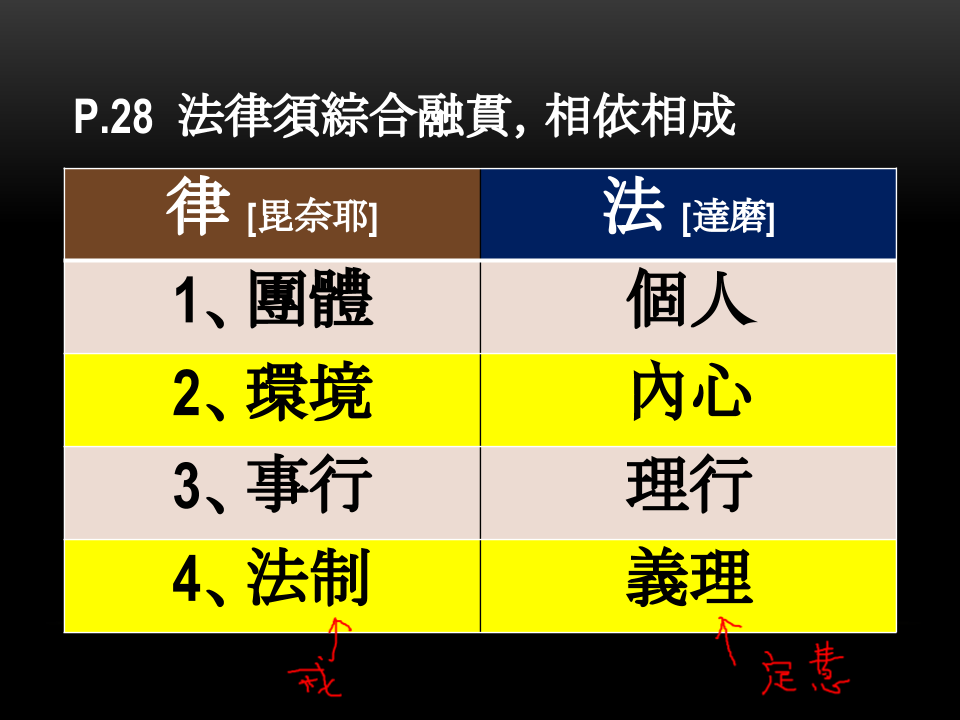 P.28 法律須綜合融貫，相依相成
律 [毘奈耶] 法 [達磨]
1、團體 個人
2、環境 內心
3、事行 理行
4、法制 義理
戒 定慧